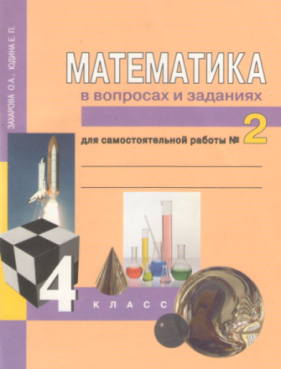 ЗАХАРОВА О.А., ЮДИНА Е.П.
МАТЕМАТИКА
в вопросах и заданиях
для самостоятельной работы № 2
4
КЛАСС